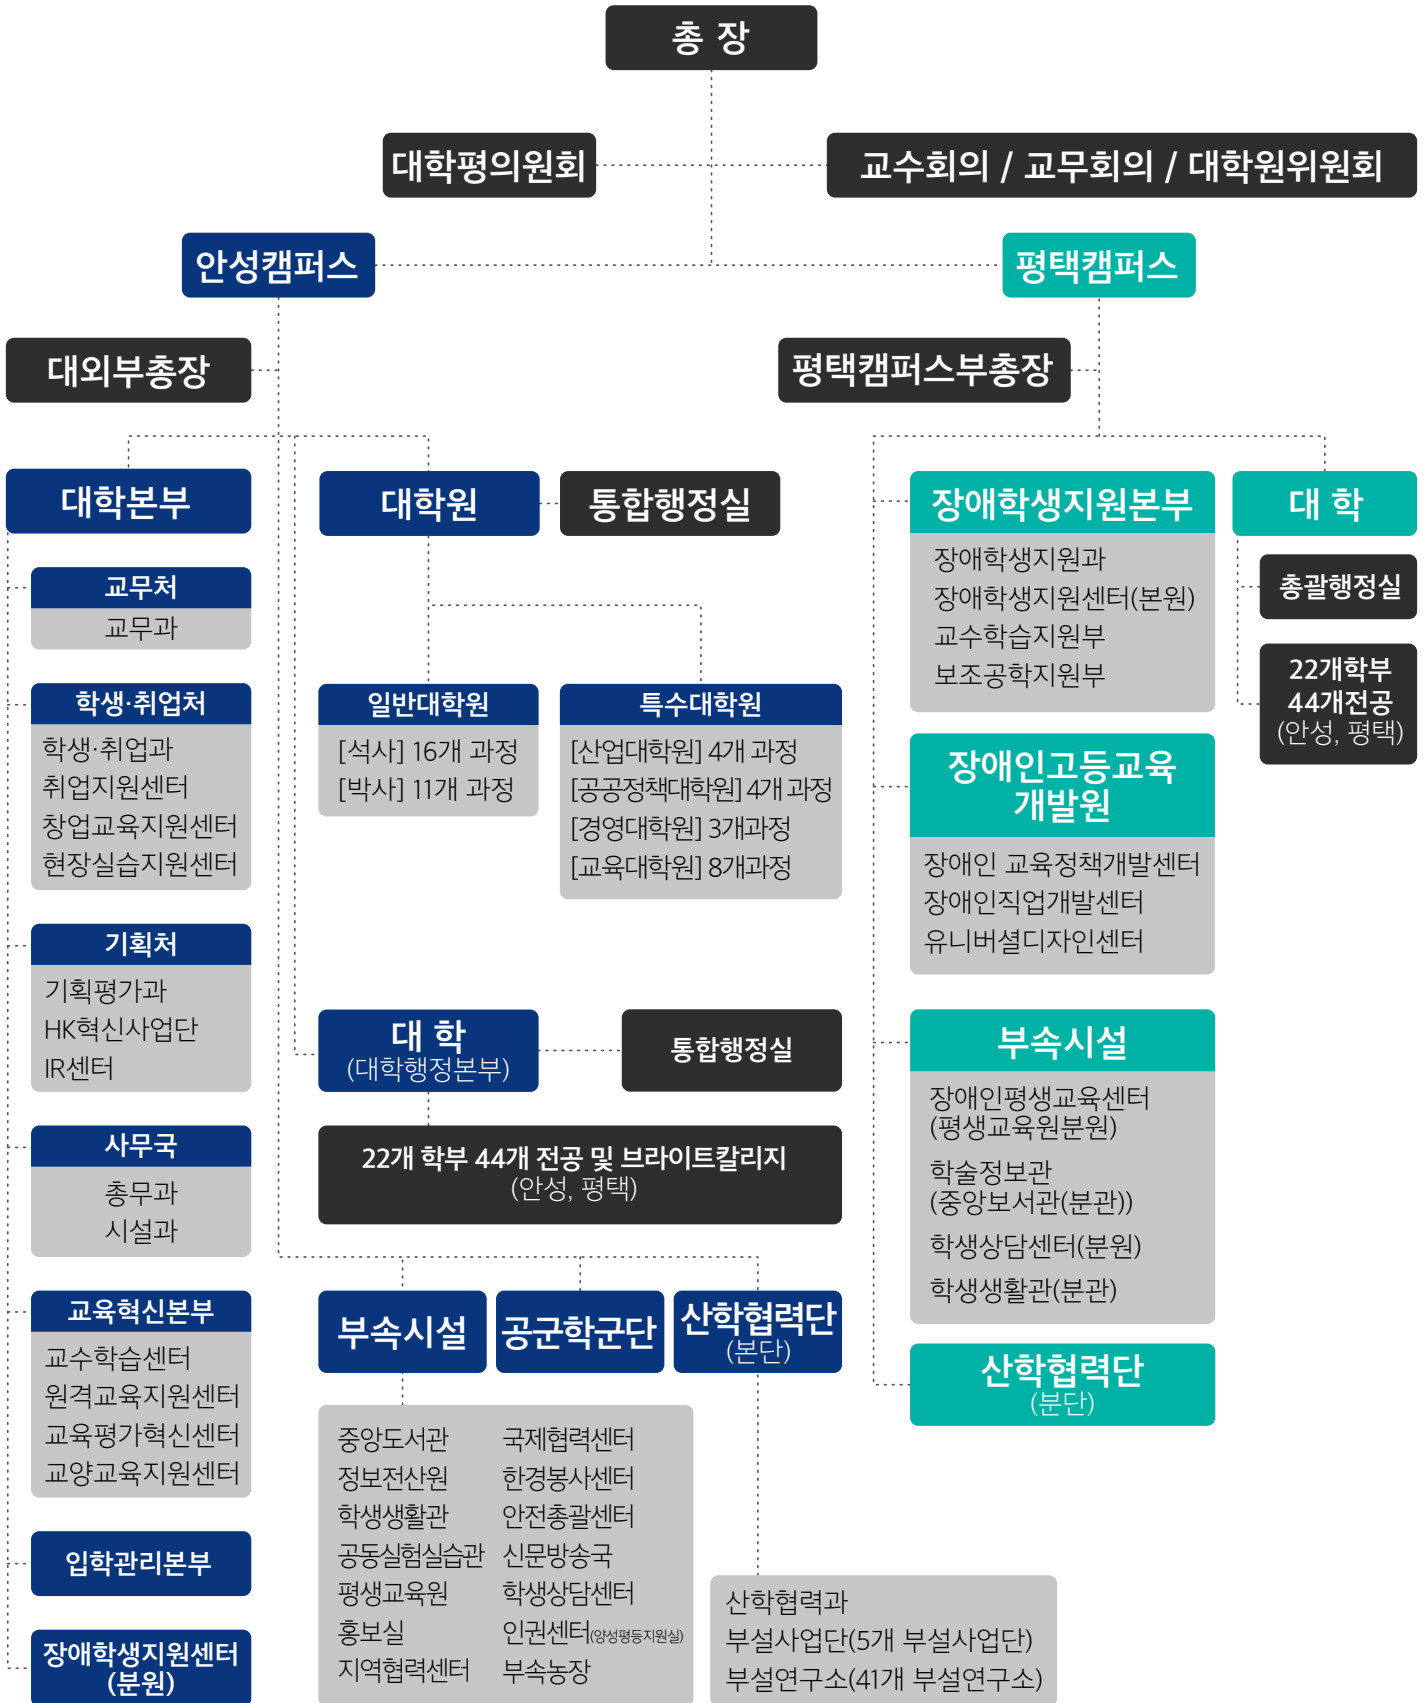 총 장
대학평의원회
교수회의 / 교무회의 / 대학원위원회
안성캠퍼스
평택캠퍼스
대외부총장
평택캠퍼스부총장
대학본부
교무처
교무과
학생·취업처
학생·취업과
취업지원센터
창업교육지원센터
현장실습지원센터
기획처
기획평가과
HK혁신사업단
IR센터
사무국
총무과
시설과
교육혁신본부
교수학습센터
원격교육지원센터
교육평가혁신센터
교양교육지원센터
입학관리본부
장애학생지원센터
(분원)
대학원
통합행정실
일반대학원
[석사] 16개 과정
[박사] 11개 과정
특수대학원
[산업대학원] 4개 과정
[공공정책대학원] 4개 과정
[경영대학원] 3개과정
[교육대학원] 8개과정
대 학
(대학행정본부)
통합행정실
22개 학부 44개 전공 및 브라이트칼리지
(안성, 평택)
부속시설
중앙도서관
정보전산원
학생생활관
공동실험실습관
평생교육원
홍보실
지역협력센터
국제협력센터
한경봉사센터
안전총괄센터
신문방송국
학생상담센터
인권센터(양성평등지원실)
부속농장
공군학군단
산학협력단
(본단)
산학협력과
부설사업단(5개 부설사업단)
부설연구소(41개 부설연구소)
장애학생지원본부
장애학생지원과
장애학생지원센터(본원)
교수학습지원부
보조공학지원부
장애인고등교육
개발원
장애인 교육정책개발센터
장애인직업개발센터
유니버셜디자인센터
부속시설
장애인평생교육센터
(평생교육원분원)
학술정보관
(중앙보서관(분관))
학생상담센터(분원)
학생생활관(분관)
산학협력단
(분단)
대 학
총괄행정실
22개학부
44개전공
(안성, 평택)